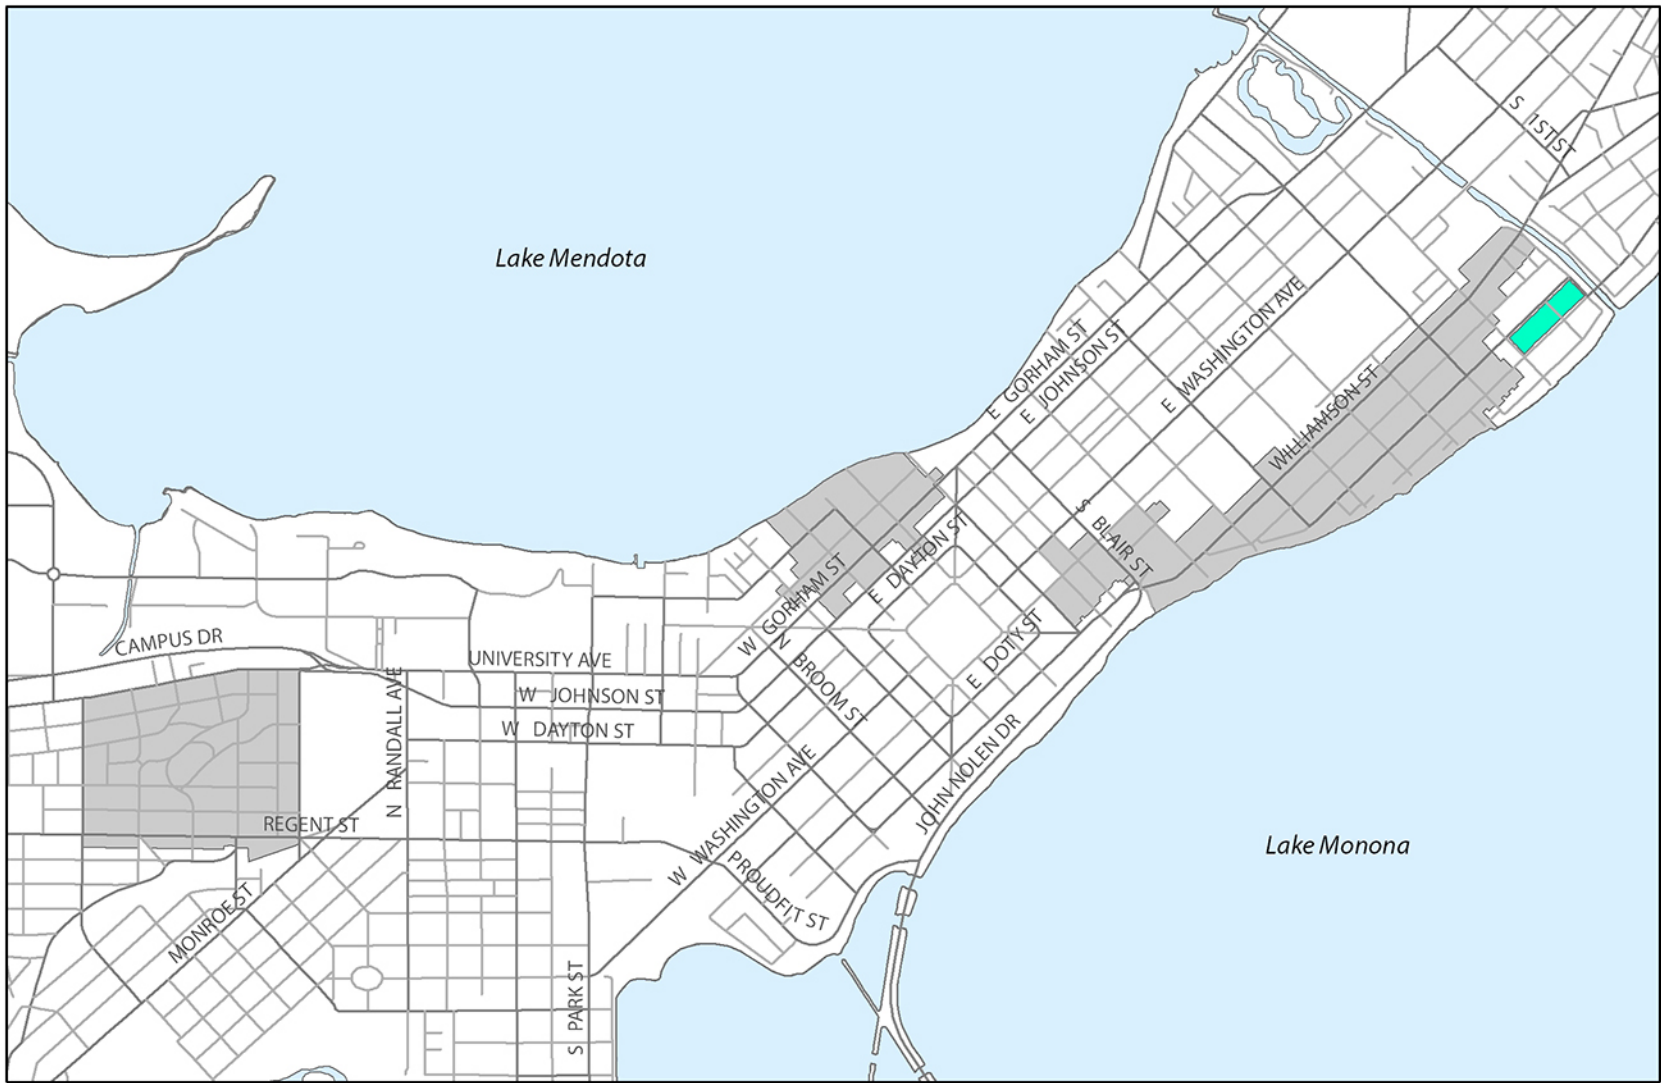 S 1ST ST
Lake Mendota
E WASHINGTON AVE
E GORHAM ST
E JOHNSON ST
WILLIAMSON ST
S BLAIR ST
E DAYTON ST
W GORHAM ST
E DOTY ST
CAMPUS DR
UNIVERSITY AVE
N BROOM ST
W JOHNSON ST
W DAYTON ST
N RANDALL AVE
JOHN NOLEN DR
W WASHINGTON AVE
REGENT ST
Lake Monona
PROUDFIT ST
MONROE ST
S PARK ST